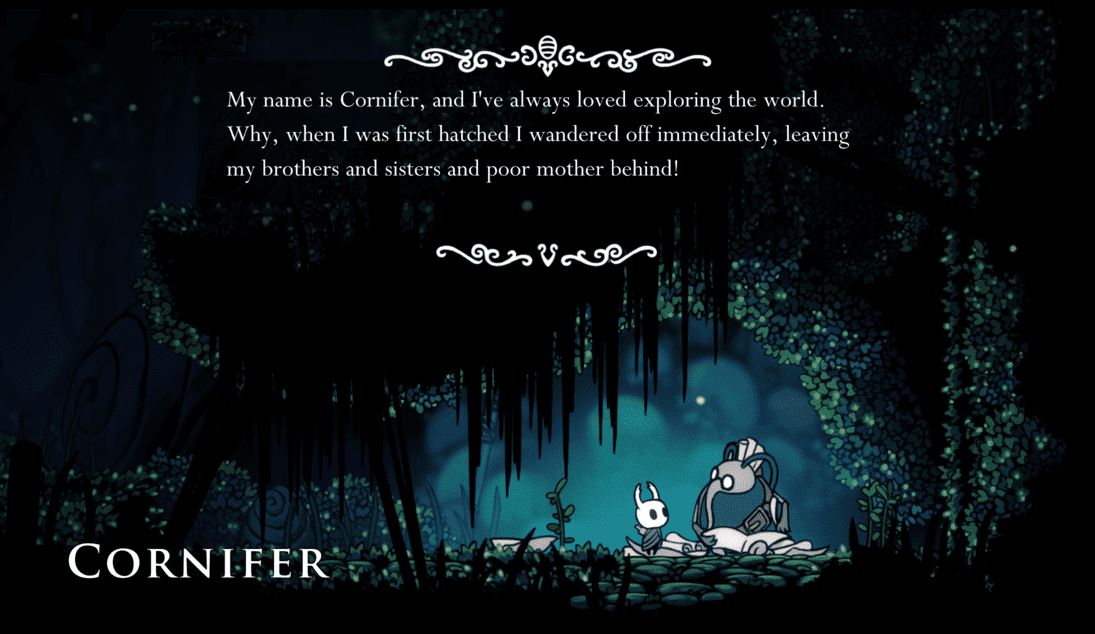 My name is Cornifer, and I've always loved exploring the world.
Why, when I was first hatched I wandered off immediately, leaving
my brothers and sisters and poor mother behind!
CORNIFER